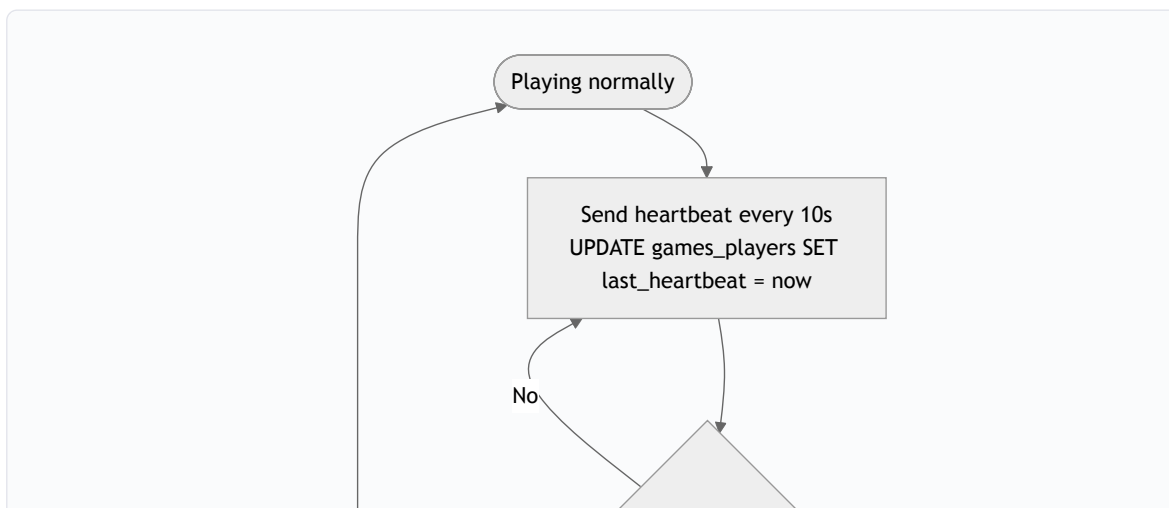 Playing normally
Send heartbeat every 10s
UPDATE games_players SET
last_heartbeat = now
No